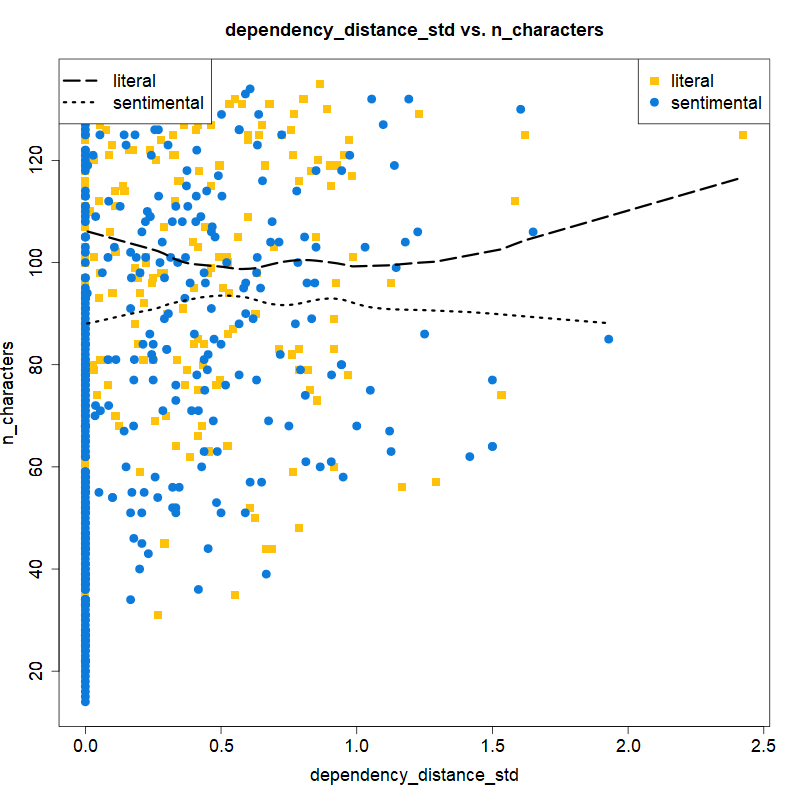 dependency_distance_std vs. n_characters
literal
sentimental
literal
sentimental
n_characters
120
100
80
60
40
20
0.0 0.5 1.0 1.5 2.0 2.5
dependency_distance_std